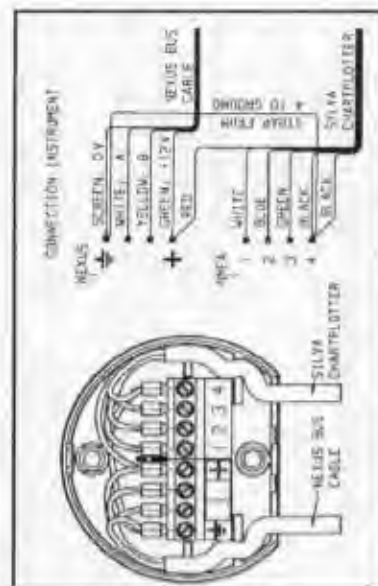 CONNECTION INSTRUMENT
NEXUS
SCREEN: 0V
WHITE: A
YELLOW: B
GREEN: +12V
+
RED
NEXUS BUS
CABLE
STRAP FROM
4 TO GROUND
SILVA
CHARTPLOTTER
NMEA
1 WHITE
2 BLUE
3 GREEN
4 BLACK
BLACK
+ 1 2 3 4
NEXUS BUS
CABLE
SILVA
CHARTPLOTTER